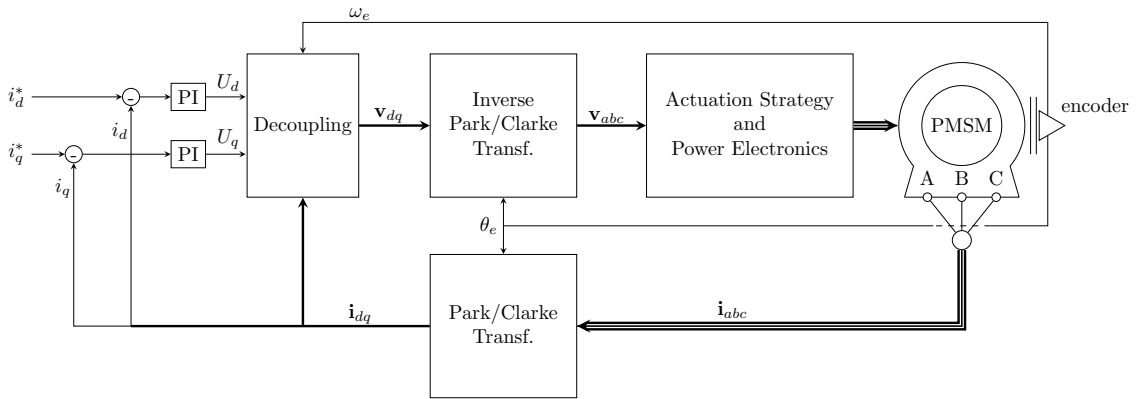 ω_e
i_d^*
-
PI
U_d
i_d
i_q^*
-
PI
U_q
i_q
Decoupling
v_dq
Inverse
Park/Clarke
Transf.
v_abc
Actuation Strategy
and
Power Electronics
PMSM
encoder
A B C
θ_e
i_dq
Park/Clarke
Transf.
i_abc